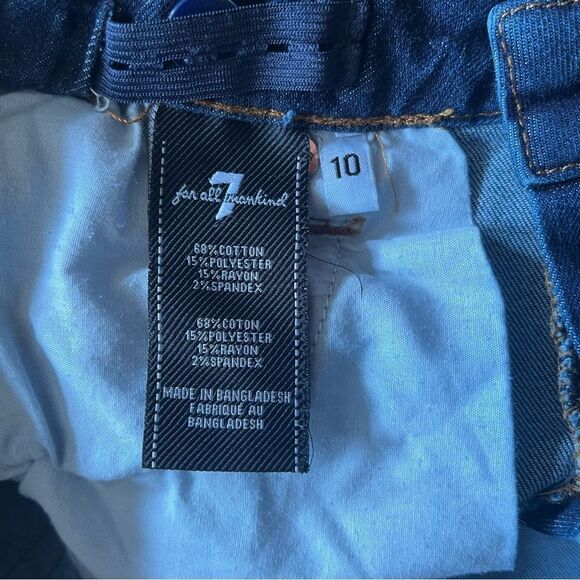 7
for all mankind
10
68%COTTON
15%POLYESTER
15%RAYON
2%SPANDEX
68%COTON
15%POLYESTER
15%RAYON
2%SPANDEX
MADE IN BANGLADESH
FABRIQUÉ AU
BANGLADESH